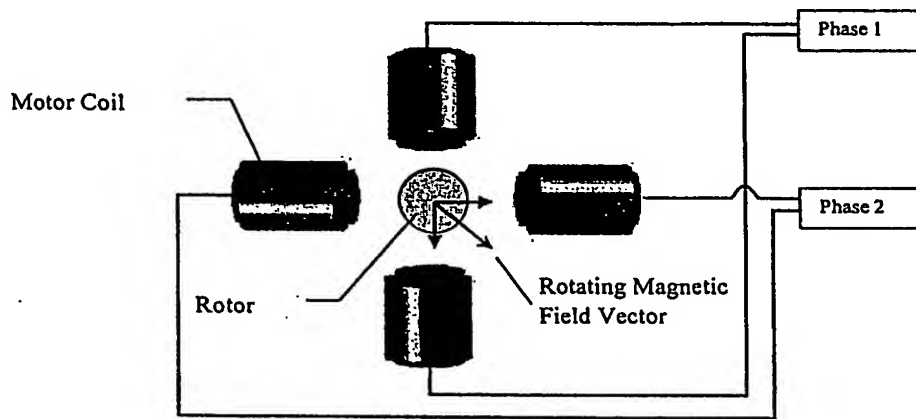 Phase 1
Motor Coil
Phase 2
Rotor
Rotating Magnetic
Field Vector